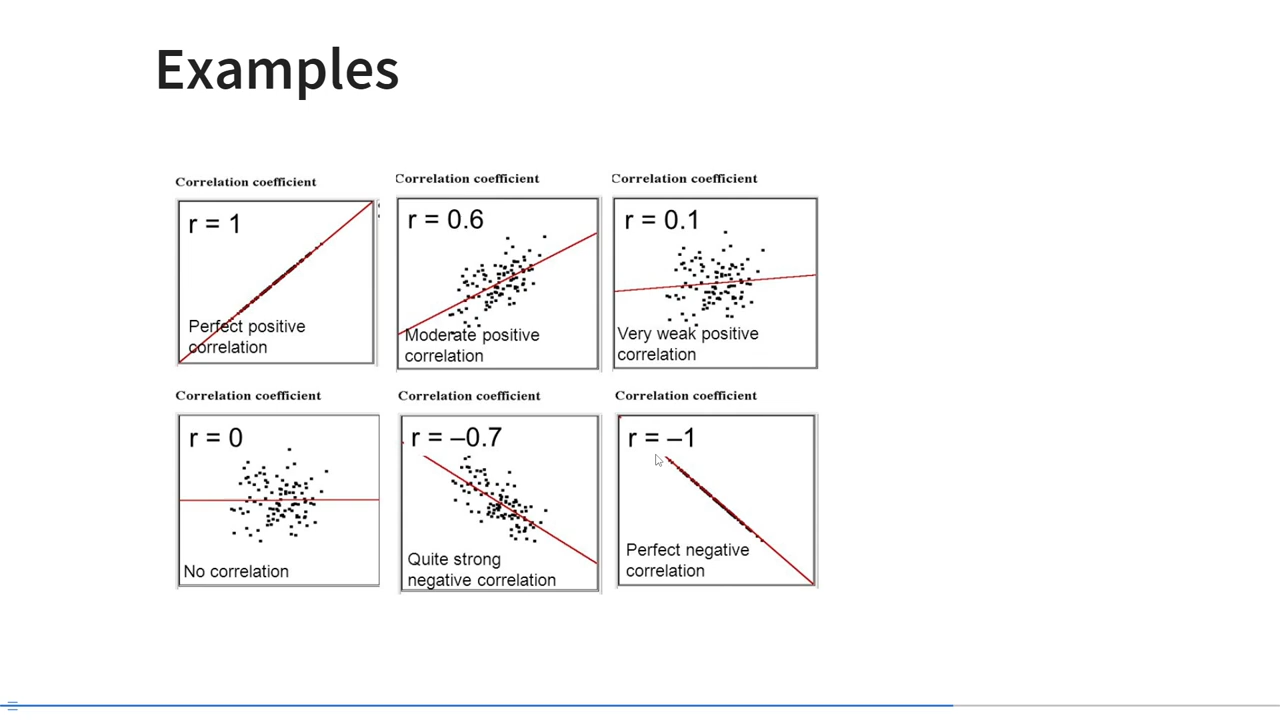 Examples
Correlation coefficient
r = 1
Perfect positive
correlation
Correlation coefficient
r = 0.6
Moderate positive
correlation
Correlation coefficient
r = 0.1
Very weak positive
correlation
Correlation coefficient
r = 0
No correlation
Correlation coefficient
r = –0.7
Quite strong
negative correlation
Correlation coefficient
r = –1
Perfect negative
correlation